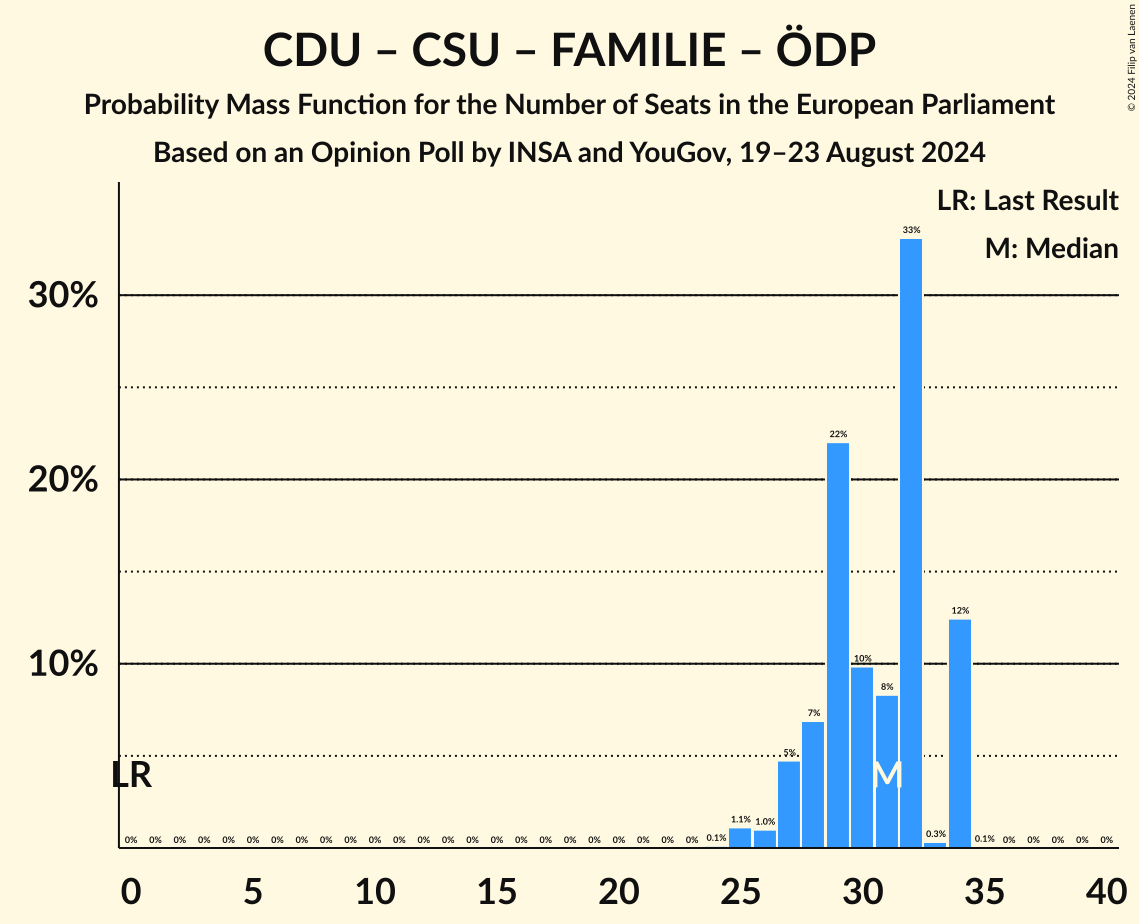 CDU – CSU – FAMILIE – ÖDP
Probability Mass Function for the Number of Seats in the European Parliament
Based on an Opinion Poll by INSA and YouGov, 19–23 August 2024
© 2024 Filip van Laenen
LR: Last Result
M: Median
33%
30%
22%
20%
12%
10%
10%
8%
7%
5%
LR
M
0% 0% 0% 0% 0% 0% 0% 0% 0% 0% 0% 0% 0% 0% 0% 0% 0% 0% 0% 0% 0% 0% 0% 0% 0.1% 1.1% 1.0% 0.3% 0.1% 0% 0% 0% 0% 0%
0 5 10 15 20 25 30 35 40